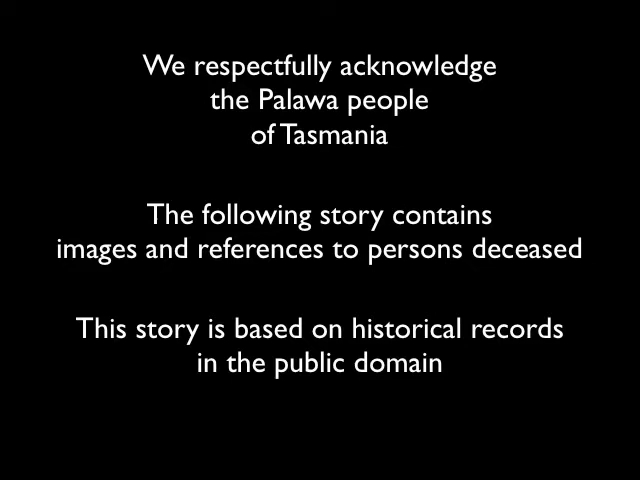 We respectfully acknowledge
the Palawa people
of Tasmania
The following story contains
images and references to persons deceased
This story is based on historical records
in the public domain